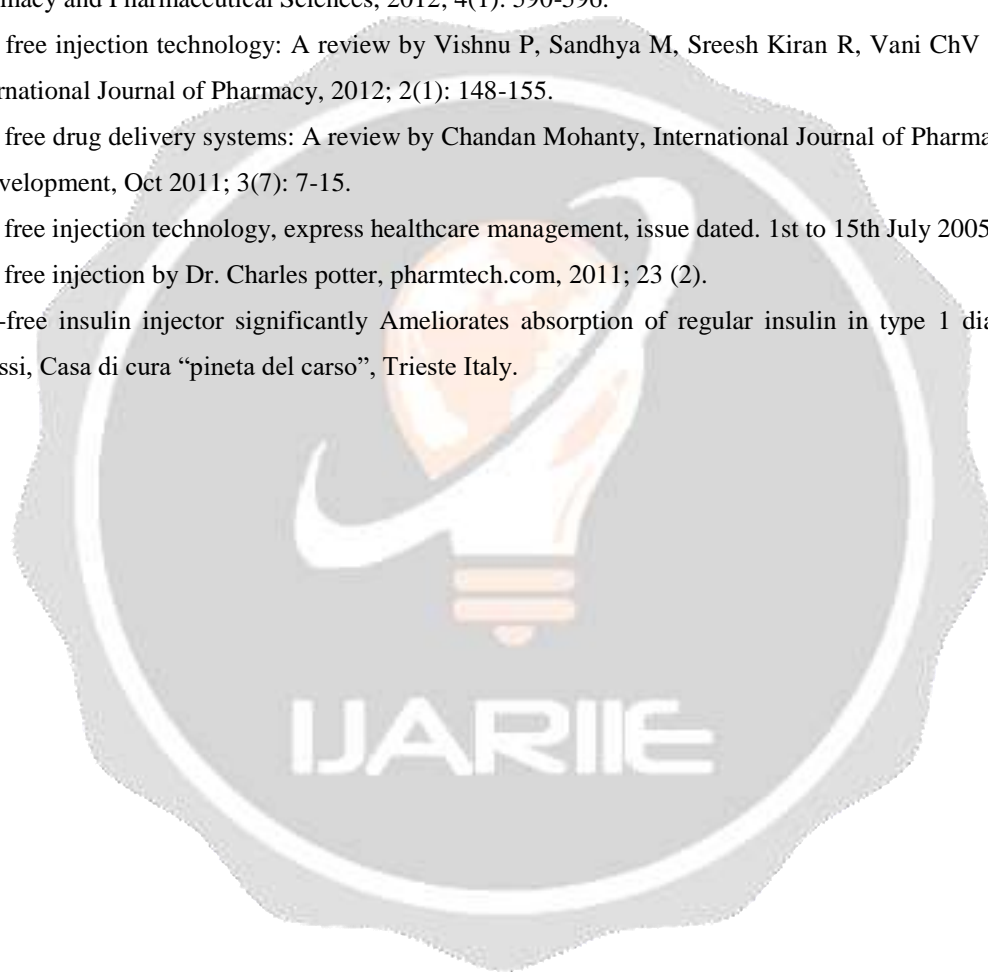 macy and Pharmaceutical Sciences, 2012; 4(1): 590-596.
free injection technology: A review by Vishnu P, Sandhya M, Sreesh Kiran R, Vani ChV
rnational Journal of Pharmacy, 2012; 2(1): 148-155.
free drug delivery systems: A review by Chandan Mohanty, International Journal of Pharma
velopment, Oct 2011; 3(7): 7-15.
free injection technology, express healthcare management, issue dated. 1st to 15th July 2005
free injection by Dr. Charles potter, pharmtech.com, 2011; 23 (2).
-free insulin injector significantly Ameliorates absorption of regular insulin in type 1 dia
ssi, Casa di cura “pineta del carso”, Trieste Italy.
IJARIIE